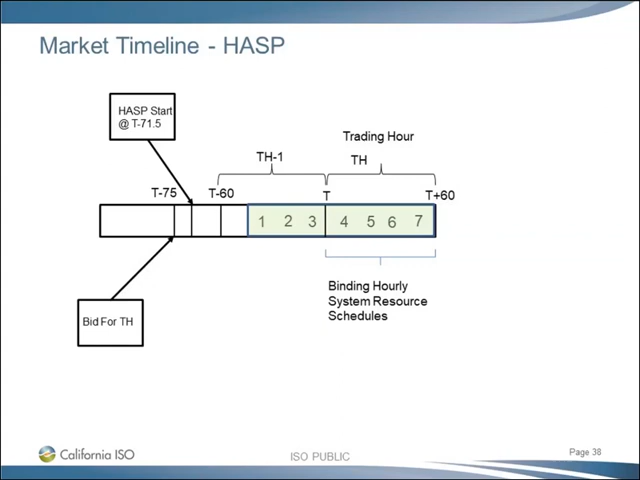 Market Timeline - HASP
HASP Start
@ T-71.5
Trading Hour
TH-1
TH
T-75
T-60
T
T+60
1 2 3 4 5 6 7
Binding Hourly
System Resource
Schedules
Bid For TH
California ISO
ISO PUBLIC
Page 38